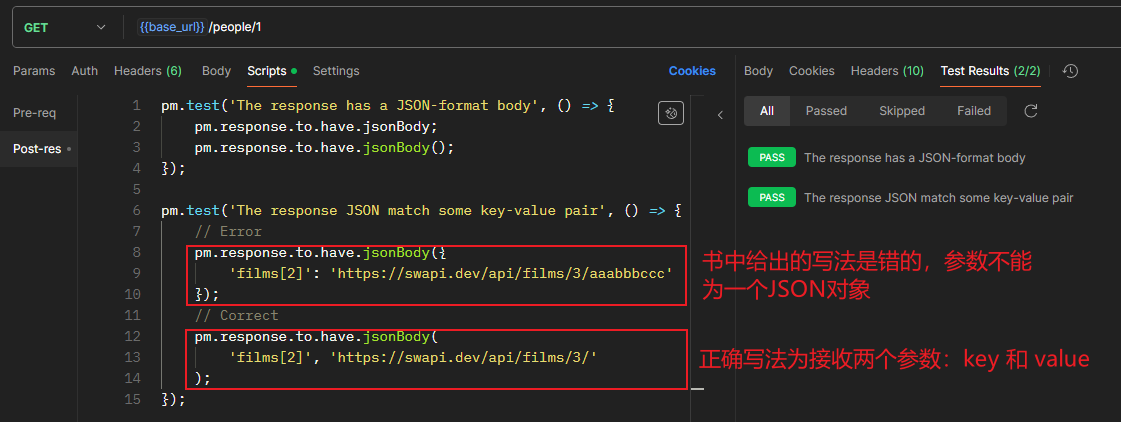 GET {{base_url}} /people/1
Params Auth Headers (6) Body Scripts Settings Cookies
Body Cookies Headers (10) Test Results (2/2)
Pre-req
Post-res
1 pm.test('The response has a JSON-format body', () => {
2 pm.response.to.have.jsonBody;
3 pm.response.to.have.jsonBody();
4 });
5
6 pm.test('The response JSON match some key-value pair', () => {
7 // Error
8 pm.response.to.have.jsonBody({
9 'films[2]': 'https://swapi.dev/api/films/3/aaabbbccc'
10 });
11 // Correct
12 pm.response.to.have.jsonBody(
13 'films[2]', 'https://swapi.dev/api/films/3/'
14 );
15 });
All Passed Skipped Failed
PASS The response has a JSON-format body
PASS The response JSON match some key-value pair
书中给出的写法是错的，参数不能
为一个JSON对象
正确写法为接收两个参数：key 和 value